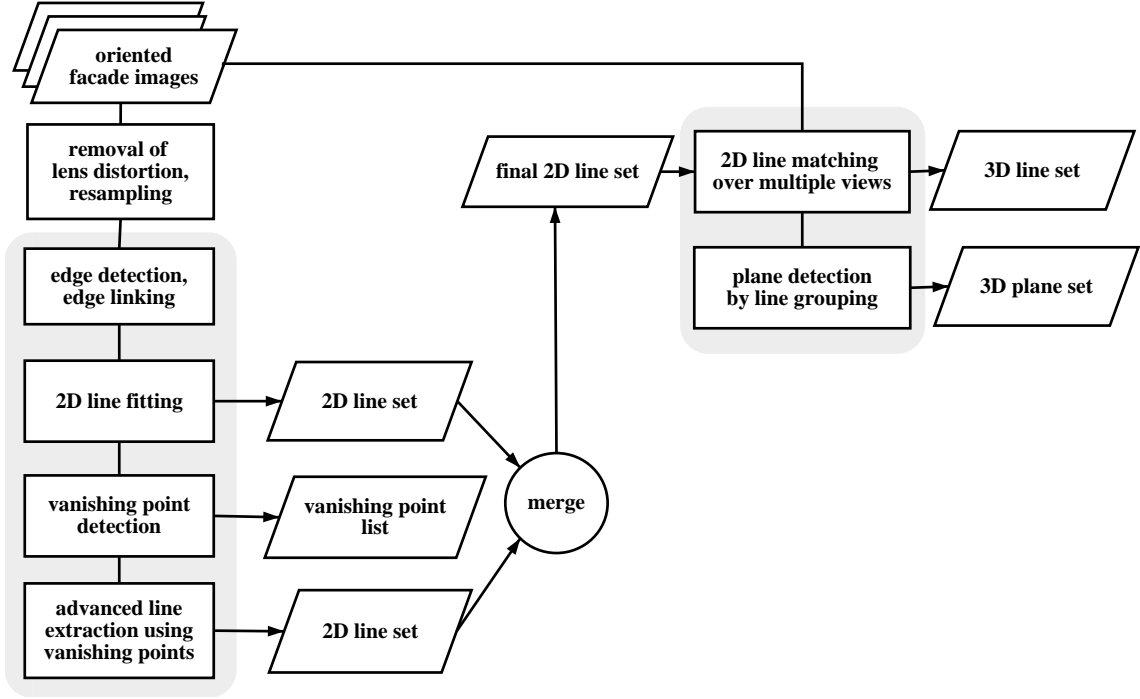 oriented
facade images
removal of
lens distortion,
resampling
edge detection,
edge linking
2D line fitting
vanishing point
detection
advanced line
extraction using
vanishing points
2D line set
vanishing point
list
2D line set
merge
final 2D line set
2D line matching
over multiple views
plane detection
by line grouping
3D line set
3D plane set